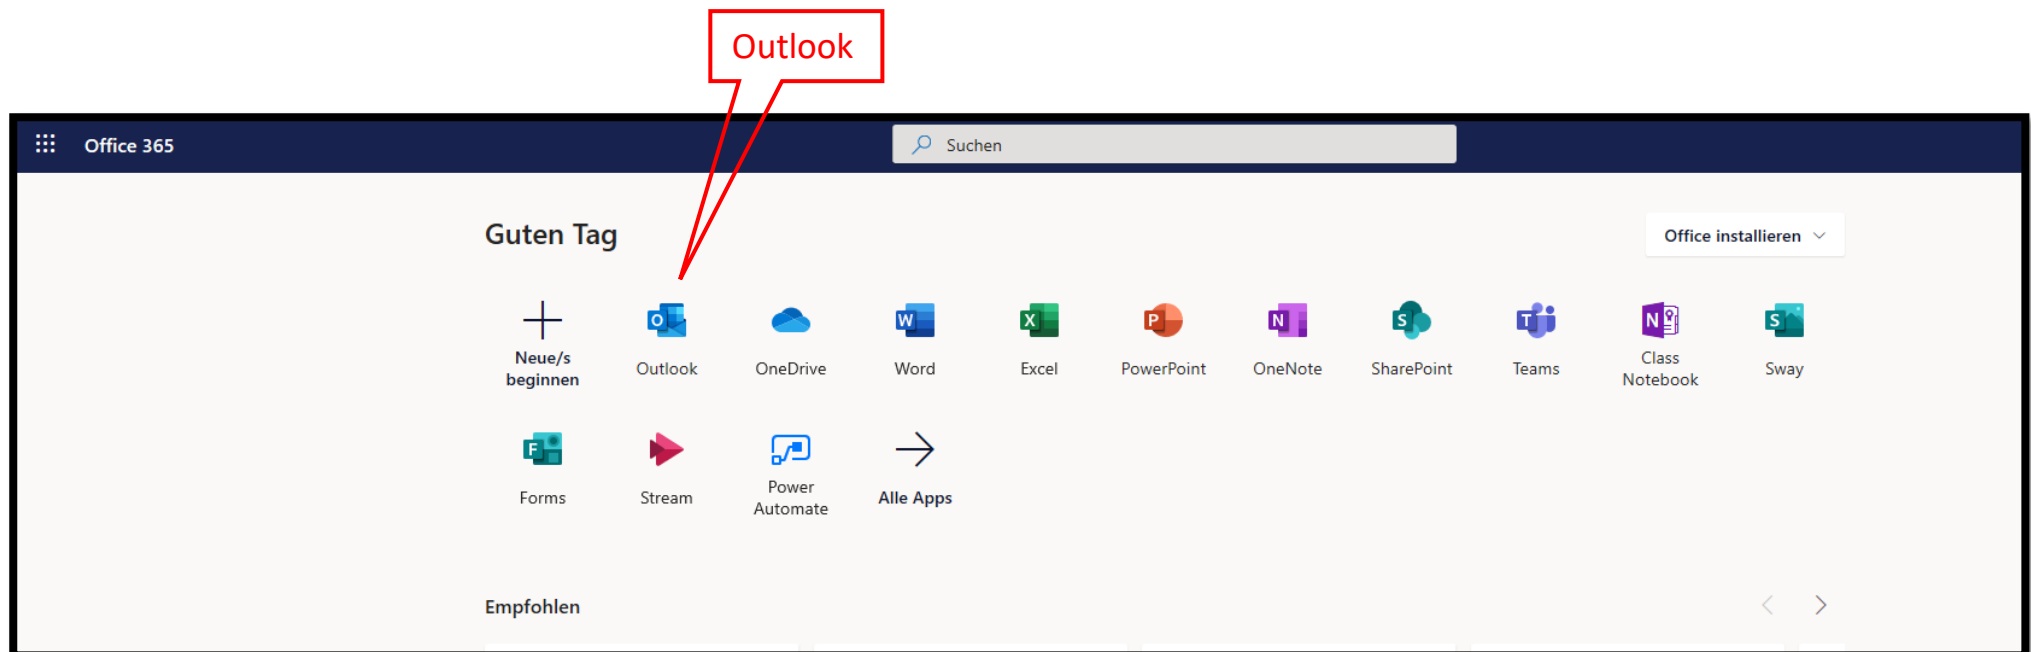 Outlook
Office 365
Suchen
Guten Tag
Office installieren
Neue/s
beginnen
Outlook
OneDrive
Word
Excel
PowerPoint
OneNote
SharePoint
Teams
Class
Notebook
Sway
Forms
Stream
Power
Automate
Alle Apps
Empfohlen